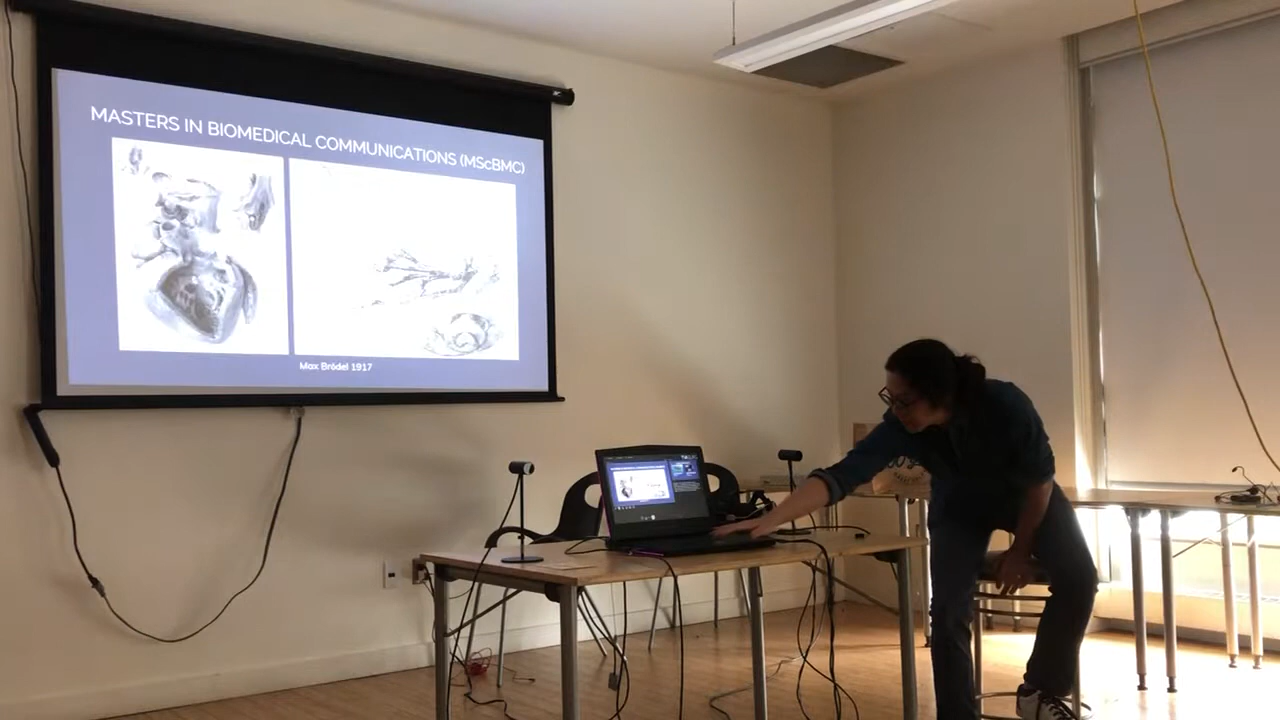 MASTERS IN BIOMEDICAL COMMUNICATIONS (MScBMC)
Max Brödel 1917